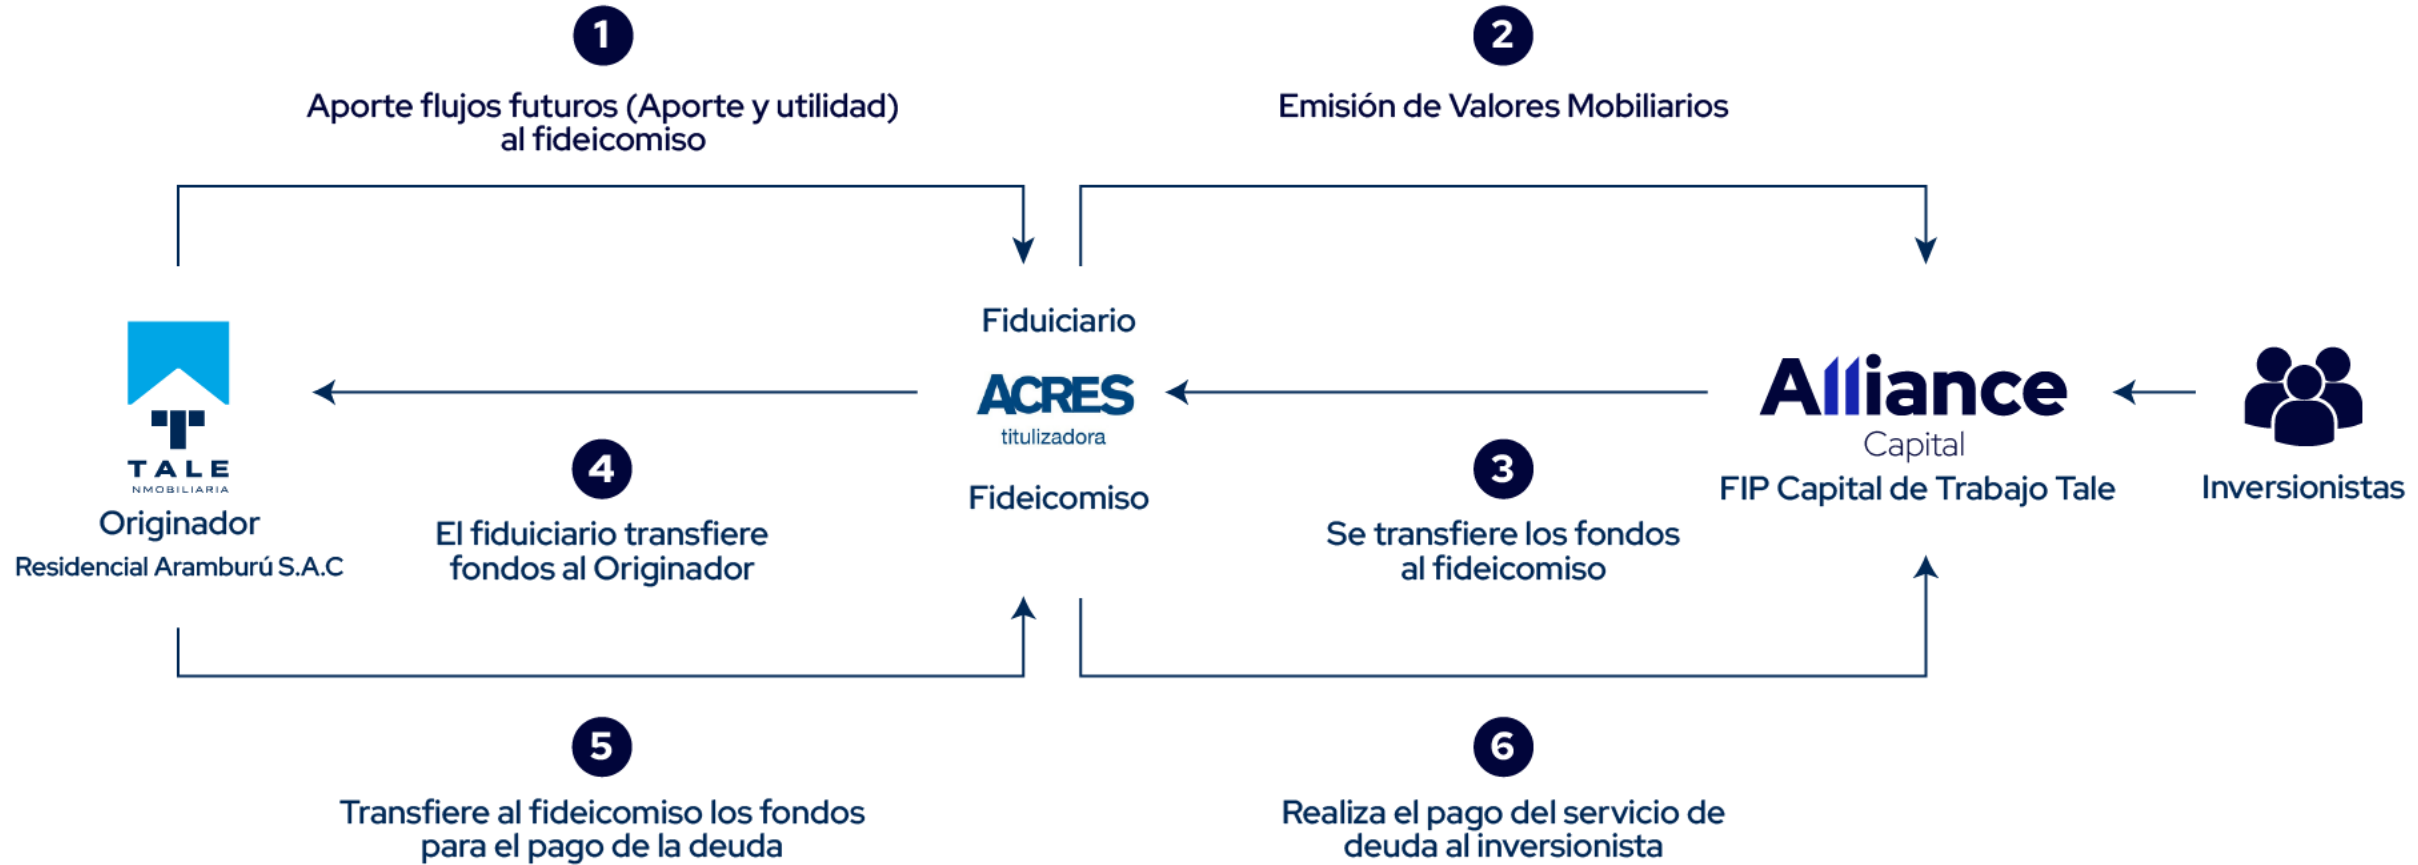 1
Aporte flujos futuros (Aporte y utilidad)
al fideicomiso
2
Emisión de Valores Mobiliarios
TALE
NMOBILIARIA
Originador
Residencial Aramburú S.A.C
4
El fiduciario transfiere
fondos al Originador
Fiduiciario
ACRES
titulizadora
Fideicomiso
3
Se transfiere los fondos
al fideicomiso
Alliance
Capital
FIP Capital de Trabajo Tale
Inversionistas
5
Transfiere al fideicomiso los fondos
para el pago de la deuda
6
Realiza el pago del servicio de
deuda al inversionista